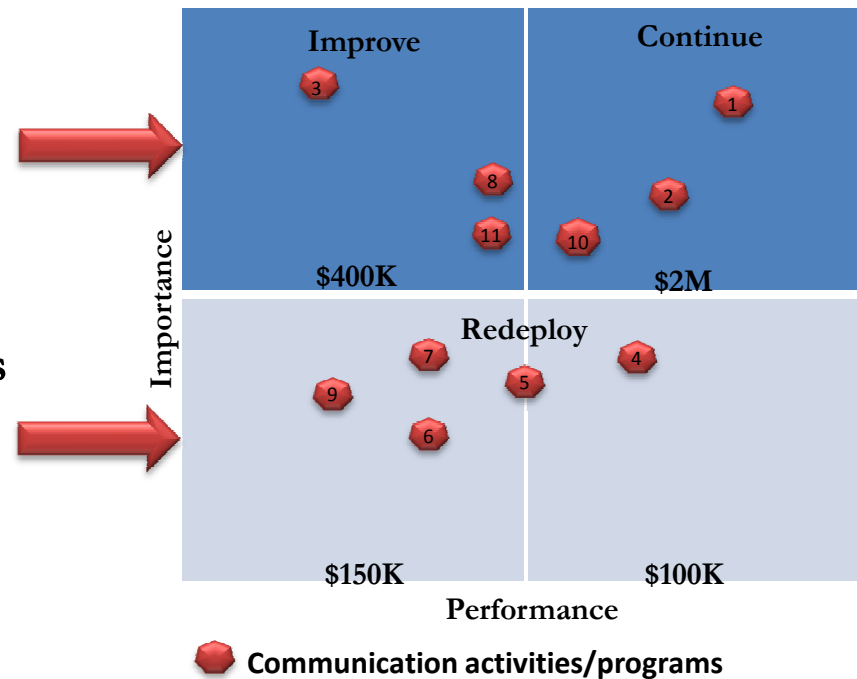 Improve
Continue
3
1
8
2
11
10
$400K
$2M
Importance
Redeploy
7
4
5
9
6
s
$150K
$100K
Performance
Communication activities/programs